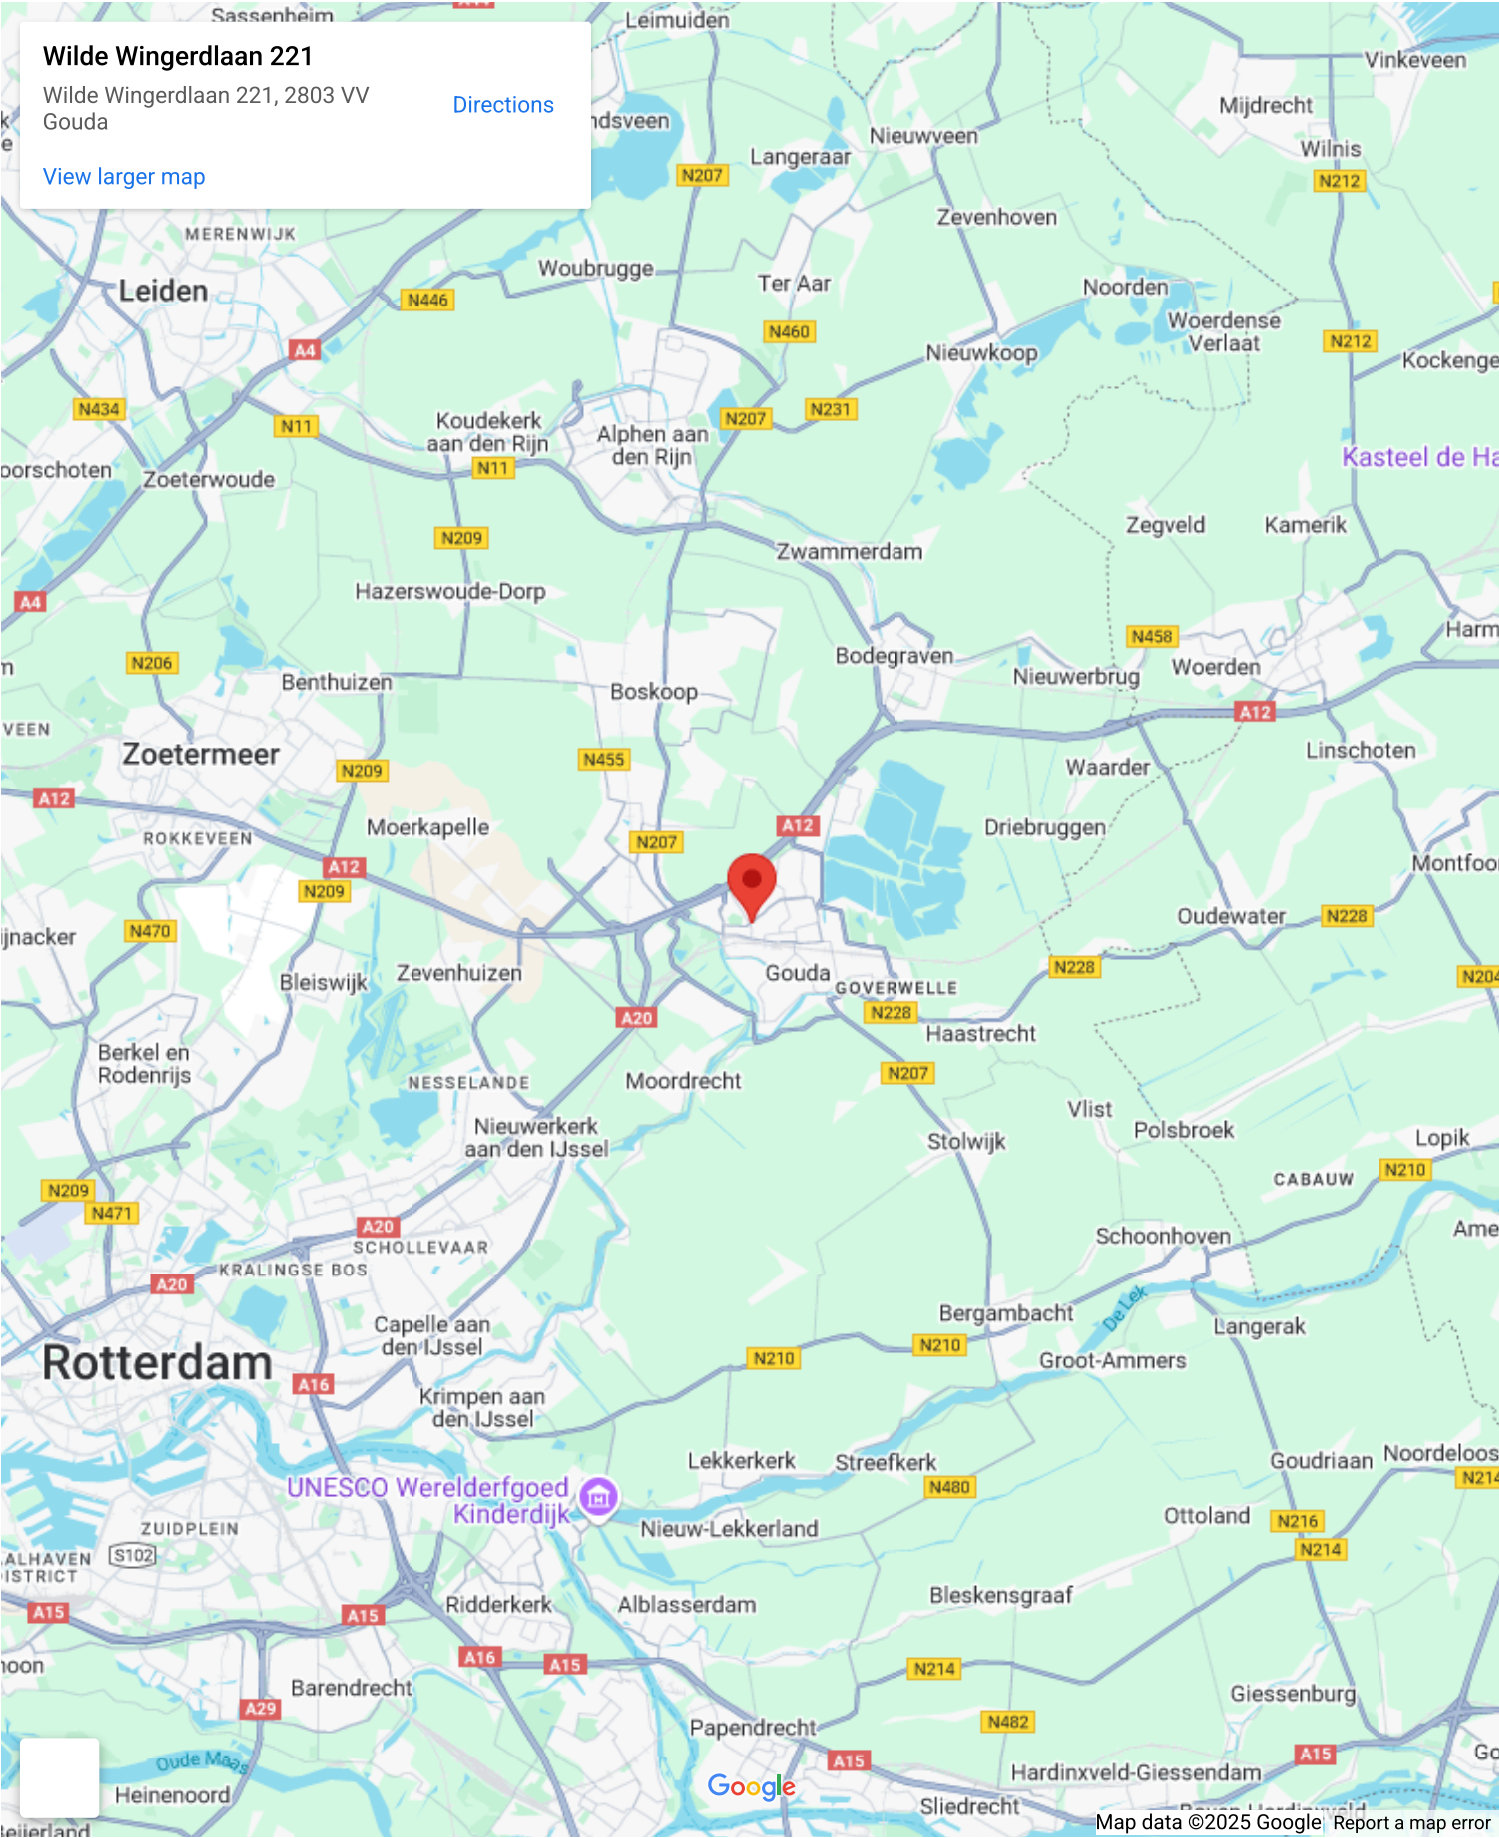 Sassenheim
Leimuiden
Vinkeveen
Wilde Wingerdlaan 221
Wilde Wingerdlaan 221, 2803 VV
Gouda
Directions
View larger map
ndsveen
Nieuwveen
Mijdrecht
Langeraar
Wilnis
N207
N212
Zevenhoven
MERENWIJK
Woubrugge
Ter Aar
Leiden
N446
Noorden
Woerdense
Verlaat
N460
N212
A4
Nieuwkoop
Kockenge
N434
N11
Koudekerk
aan den Rijn
N207
N231
Alphen aan
den Rijn
Kasteel de Ha
oorschoten
N11
Zoeterwoude
Zegveld
Kamerik
N209
Zwammerdam
Hazerswoude-Dorp
A4
N458
Harm
N206
Bodegraven
Nieuwerbrug
Woerden
Benthuizen
Boskoop
A12
VEEN
Zoetermeer
N455
Linschoten
N209
Waarder
A12
Moerkapelle
A12
Driebruggen
ROKKEVEEN
N207
A12
Montfoo
N209
N470
Oudewater
N228
ijnacker
Bleiswijk
Zevenhuizen
Gouda
GOVERWELLE
N228
N204
A20
N228
Haastrecht
Berkel en
Rodenrijs
NESSELANDE
Moordrecht
N207
Vlist
Polsbroek
Nieuwerkerk
aan den IJssel
Stolwijk
Lopik
CABAUW
N210
N209
N471
A20
SCHOLLEVAAR
Schoonhoven
Ame
KRALINGSE BOS
A20
De Lek
Bergambacht
Langerak
Capelle aan
den IJssel
Rotterdam
N210
N210
Groot-Ammers
A16
Krimpen aan
den IJssel
Lekkerkerk
Streefkerk
Goudriaan
Noordeloos
UNESCO Werelderfgoed
Kinderdijk
N480
N214
Ottoland
N216
ZUIDPLEIN
Nieuw-Lekkerland
N214
S102
ALHAVEN
ISTRICT
A15
A15
Ridderkerk
Alblasserdam
Bleskensgraaf
A16
A15
N214
noon
Barendrecht
A29
Giessenburg
Papendrecht
N482
Oude Maas
A15
A15
Go
Hardinxveld-Giessendam
Heinenoord
Google
Sliedrecht
Map data ©2025 Google
Report a map error